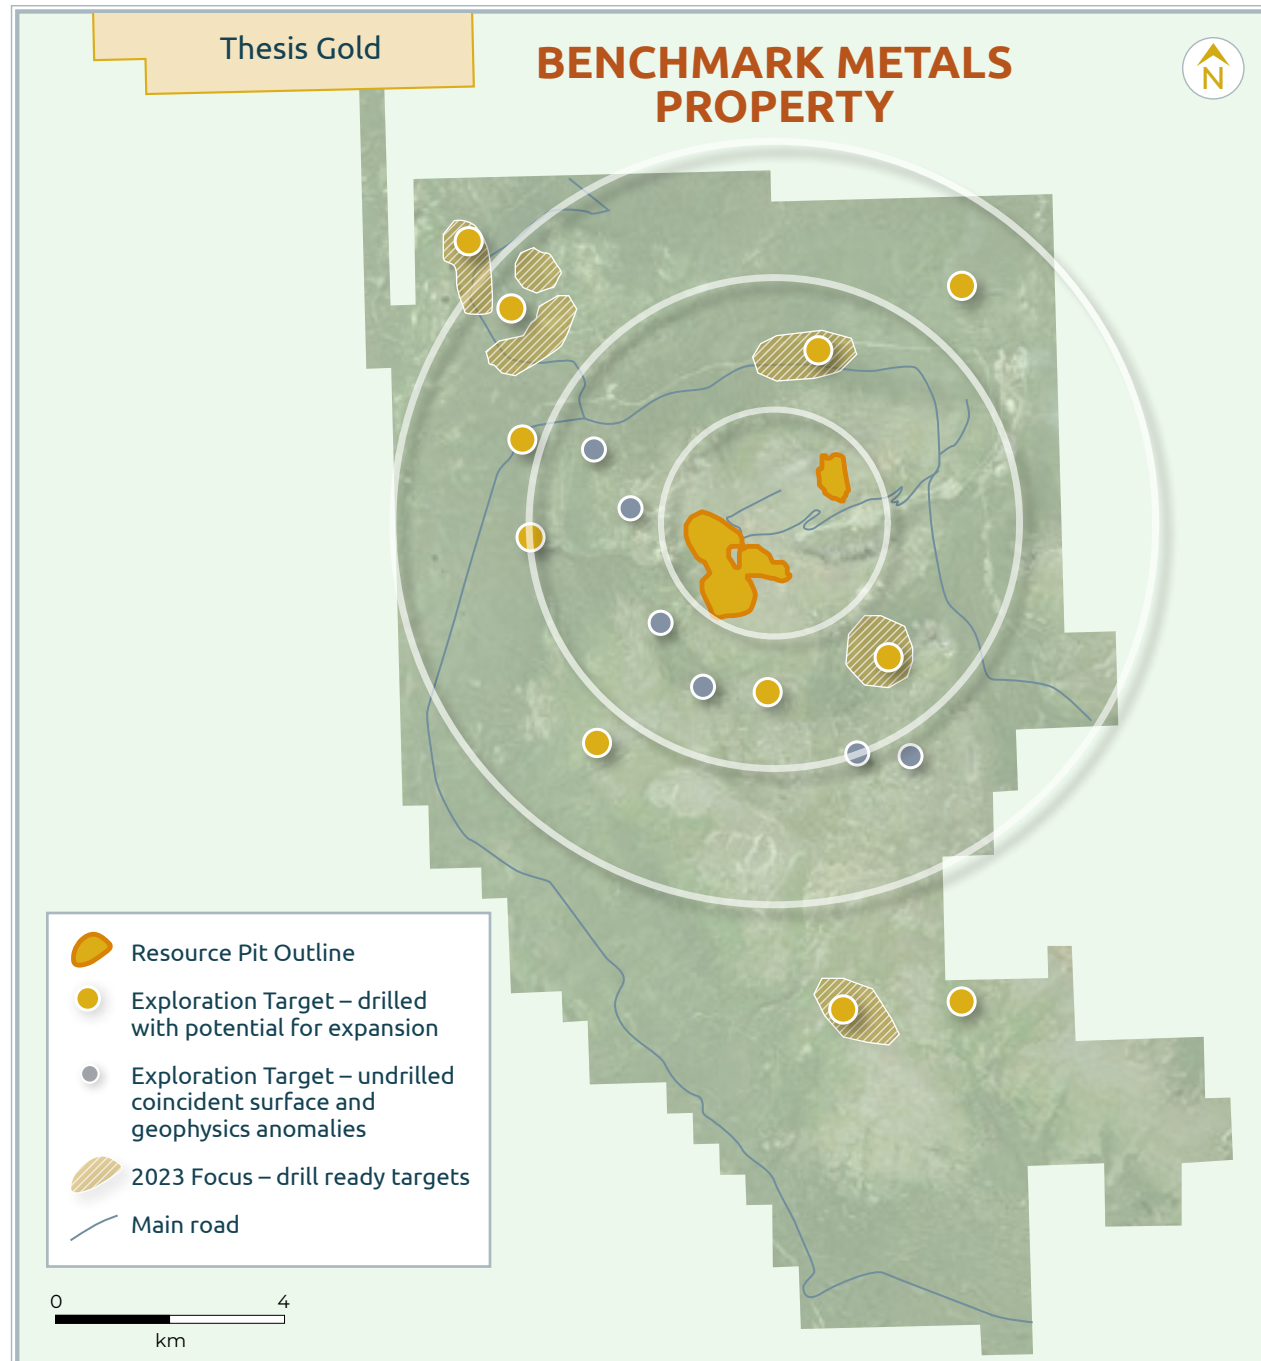 Thesis Gold
BENCHMARK METALS
PROPERTY
N
Resource Pit Outline
Exploration Target – drilled
with potential for expansion
Exploration Target – undrilled
coincident surface and
geophysics anomalies
2023 Focus – drill ready targets
Main road
0 4
km